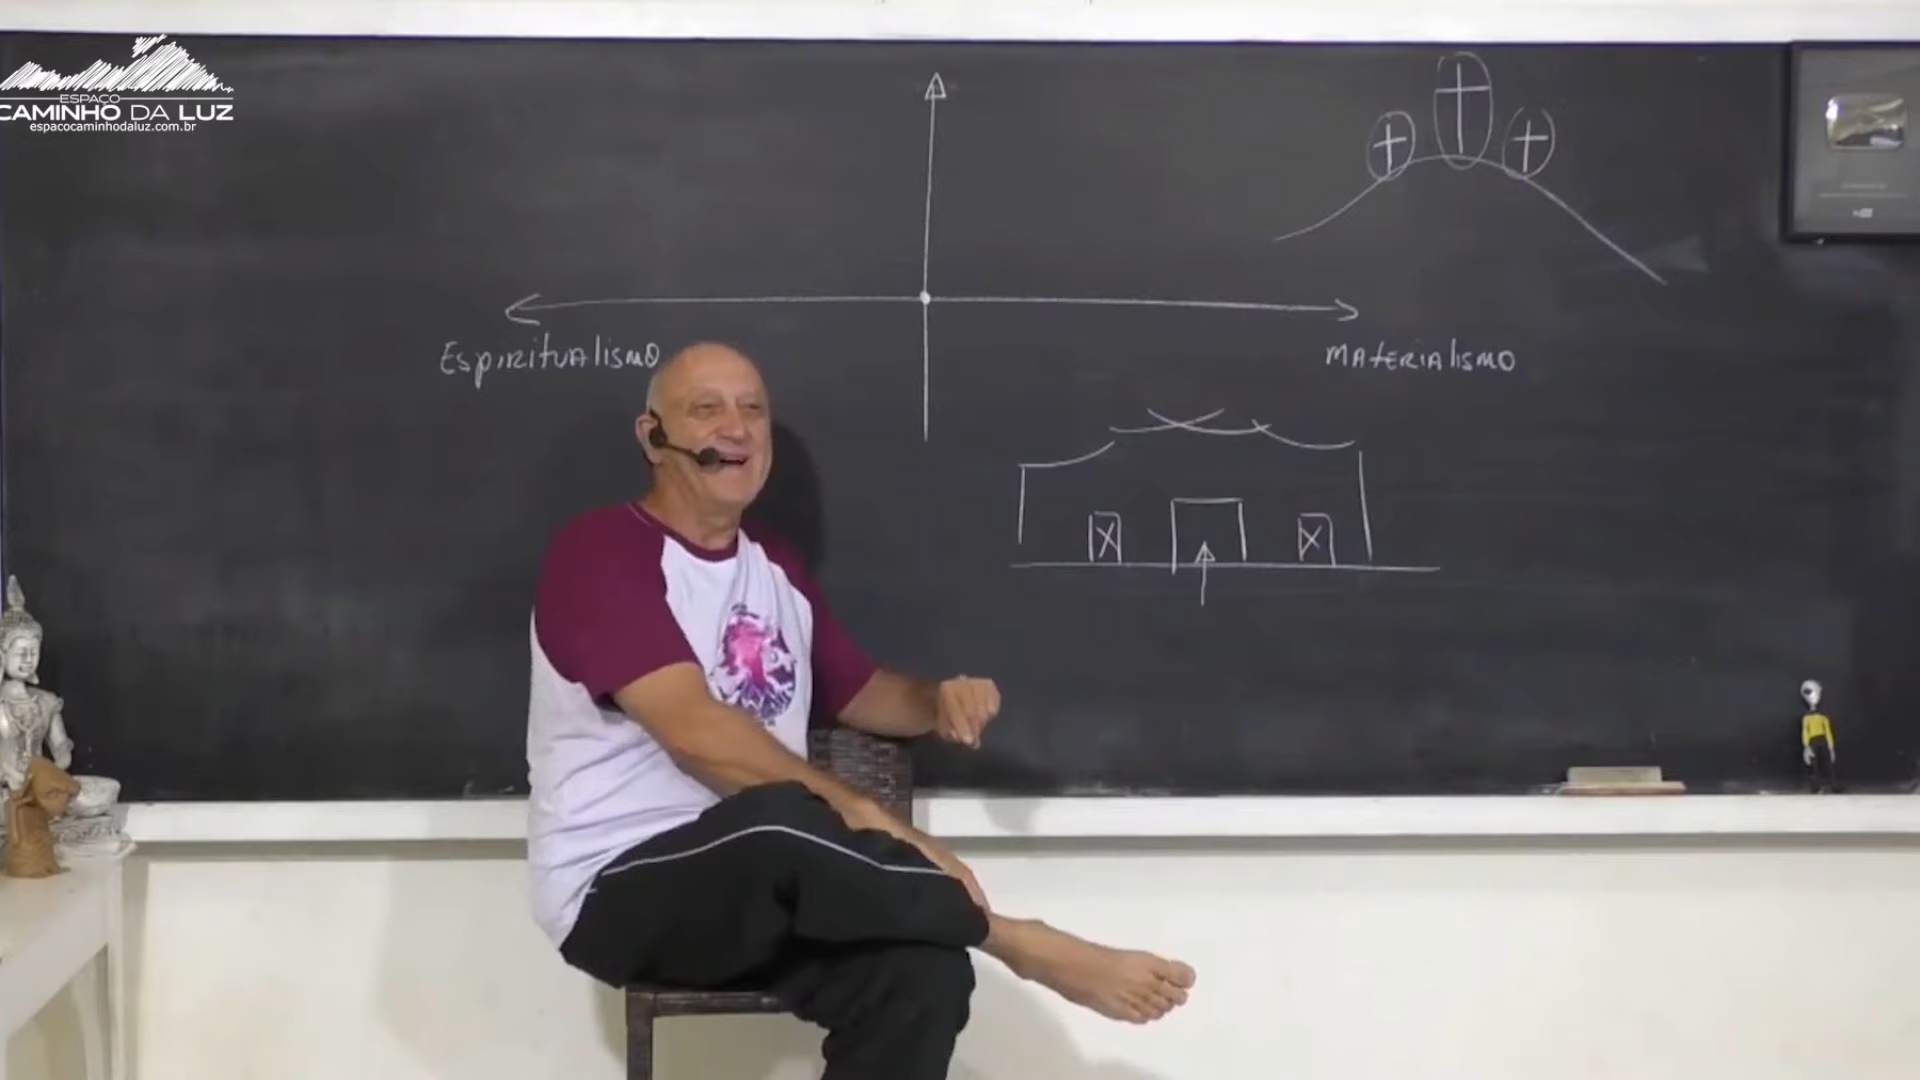 ESPAÇO
CAMINHO DA LUZ
espacocaminhodaluz.com.br
Espiritualismo
Materialismo
X
X